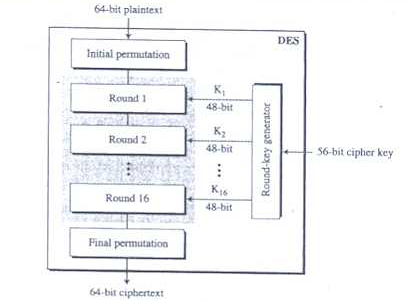 64-bit plaintext
DES
Initial permutation
Round 1
K1
48-bit
Round 2
K2
48-bit
Round-key generator
56-bit cipher key
Round 16
K16
48-bit
Final permutation
64-bit ciphertext